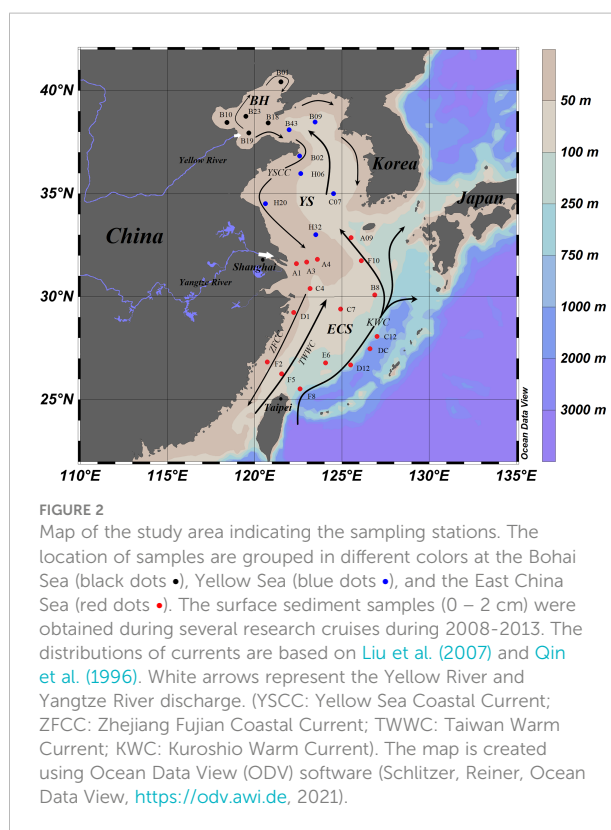 40°N
35°N
30°N
25°N
110°E
115°E
120°E
125°E
130°E
135°E
50 m
100 m
250 m
750 m
1000 m
2000 m
3000 m
Ocean Data View
B01
BH
B23
B10
B18
B09
B43
B19
Yellow River
Korea
B02
YSCC
H06
YS
C07
H20
Japan
China
H32
A09
Shanghai
A4
A3
A1
F10
Yangtze River
C4
B8
D1
C7
ECS
KWC
C12
ZFCC
TWWC
DC
E6
F2
D12
F5
F8
Taipei
FIGURE 2
Map of the study area indicating the sampling stations. The
location of samples are grouped in different colors at the Bohai
Sea (black dots •), Yellow Sea (blue dots •), and the East China
Sea (red dots •). The surface sediment samples (0 – 2 cm) were
obtained during several research cruises during 2008-2013. The
distributions of currents are based on Liu et al. (2007) and Qin
et al. (1996). White arrows represent the Yellow River and
Yangtze River discharge. (YSCC: Yellow Sea Coastal Current;
ZFCC: Zhejiang Fujian Coastal Current; TWWC: Taiwan Warm
Current; KWC: Kuroshio Warm Current). The map is created
using Ocean Data View (ODV) software (Schlitzer, Reiner, Ocean
Data View, https://odv.awi.de, 2021).